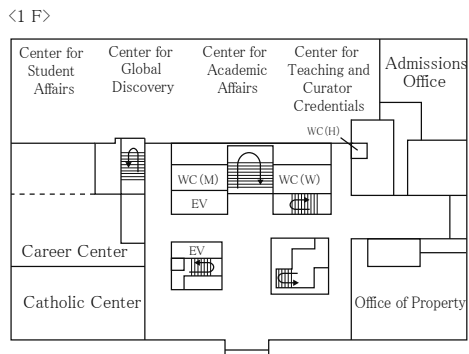 <1 F>
Center for
Student
Affairs
Center for
Global
Discovery
Center for
Academic
Affairs
Center for
Teaching and
Curator
Credentials
Admissions
Office
WC(H)
WC(M)
WC(W)
EV
EV
Career Center
Catholic Center
Office of Property